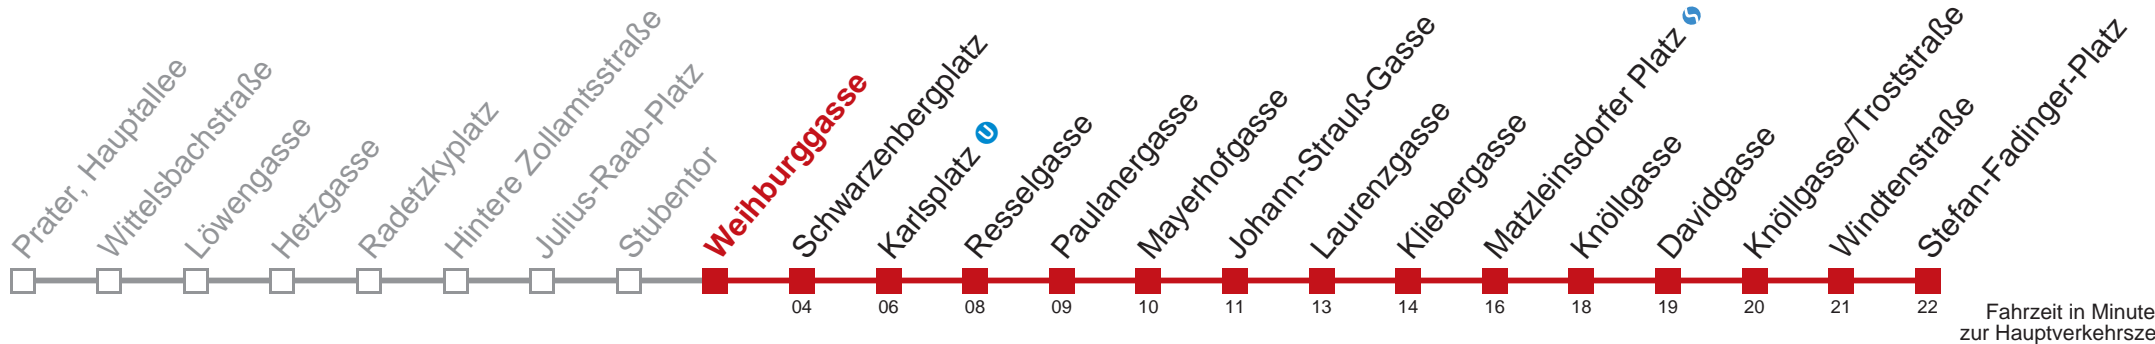 Prater, Hauptallee
Wittelsbachstraße
Löwengasse
Hetzgasse
Radetzkyplatz
Hintere Zollamtsstraße
Julius-Raab-Platz
Stubentor
Weihburggasse
Schwarzenbergplatz
Karlsplatz U
Resselgasse
Paulanergasse
Mayerhofgasse
Johann-Strauß-Gasse
Laurenzgasse
Kliebergasse
Matzleinsdorfer Platz S
Knöllgasse
Davidgasse
Knöllgasse/Troststraße
Windtenstraße
Stefan-Fadinger-Platz
04 06 08 09 10 11 13 14 16 18 19 20 21 22
Fahrzeit in Minute
zur Hauptverkehrsze